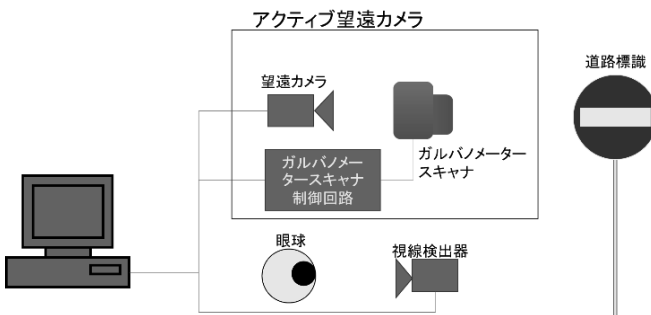 アクティブ望遠カメラ
道路標識
望遠カメラ
ガルバノメーター
スキャナ
ガルバノメー
タースキャナ
制御回路
眼球
視線検出器